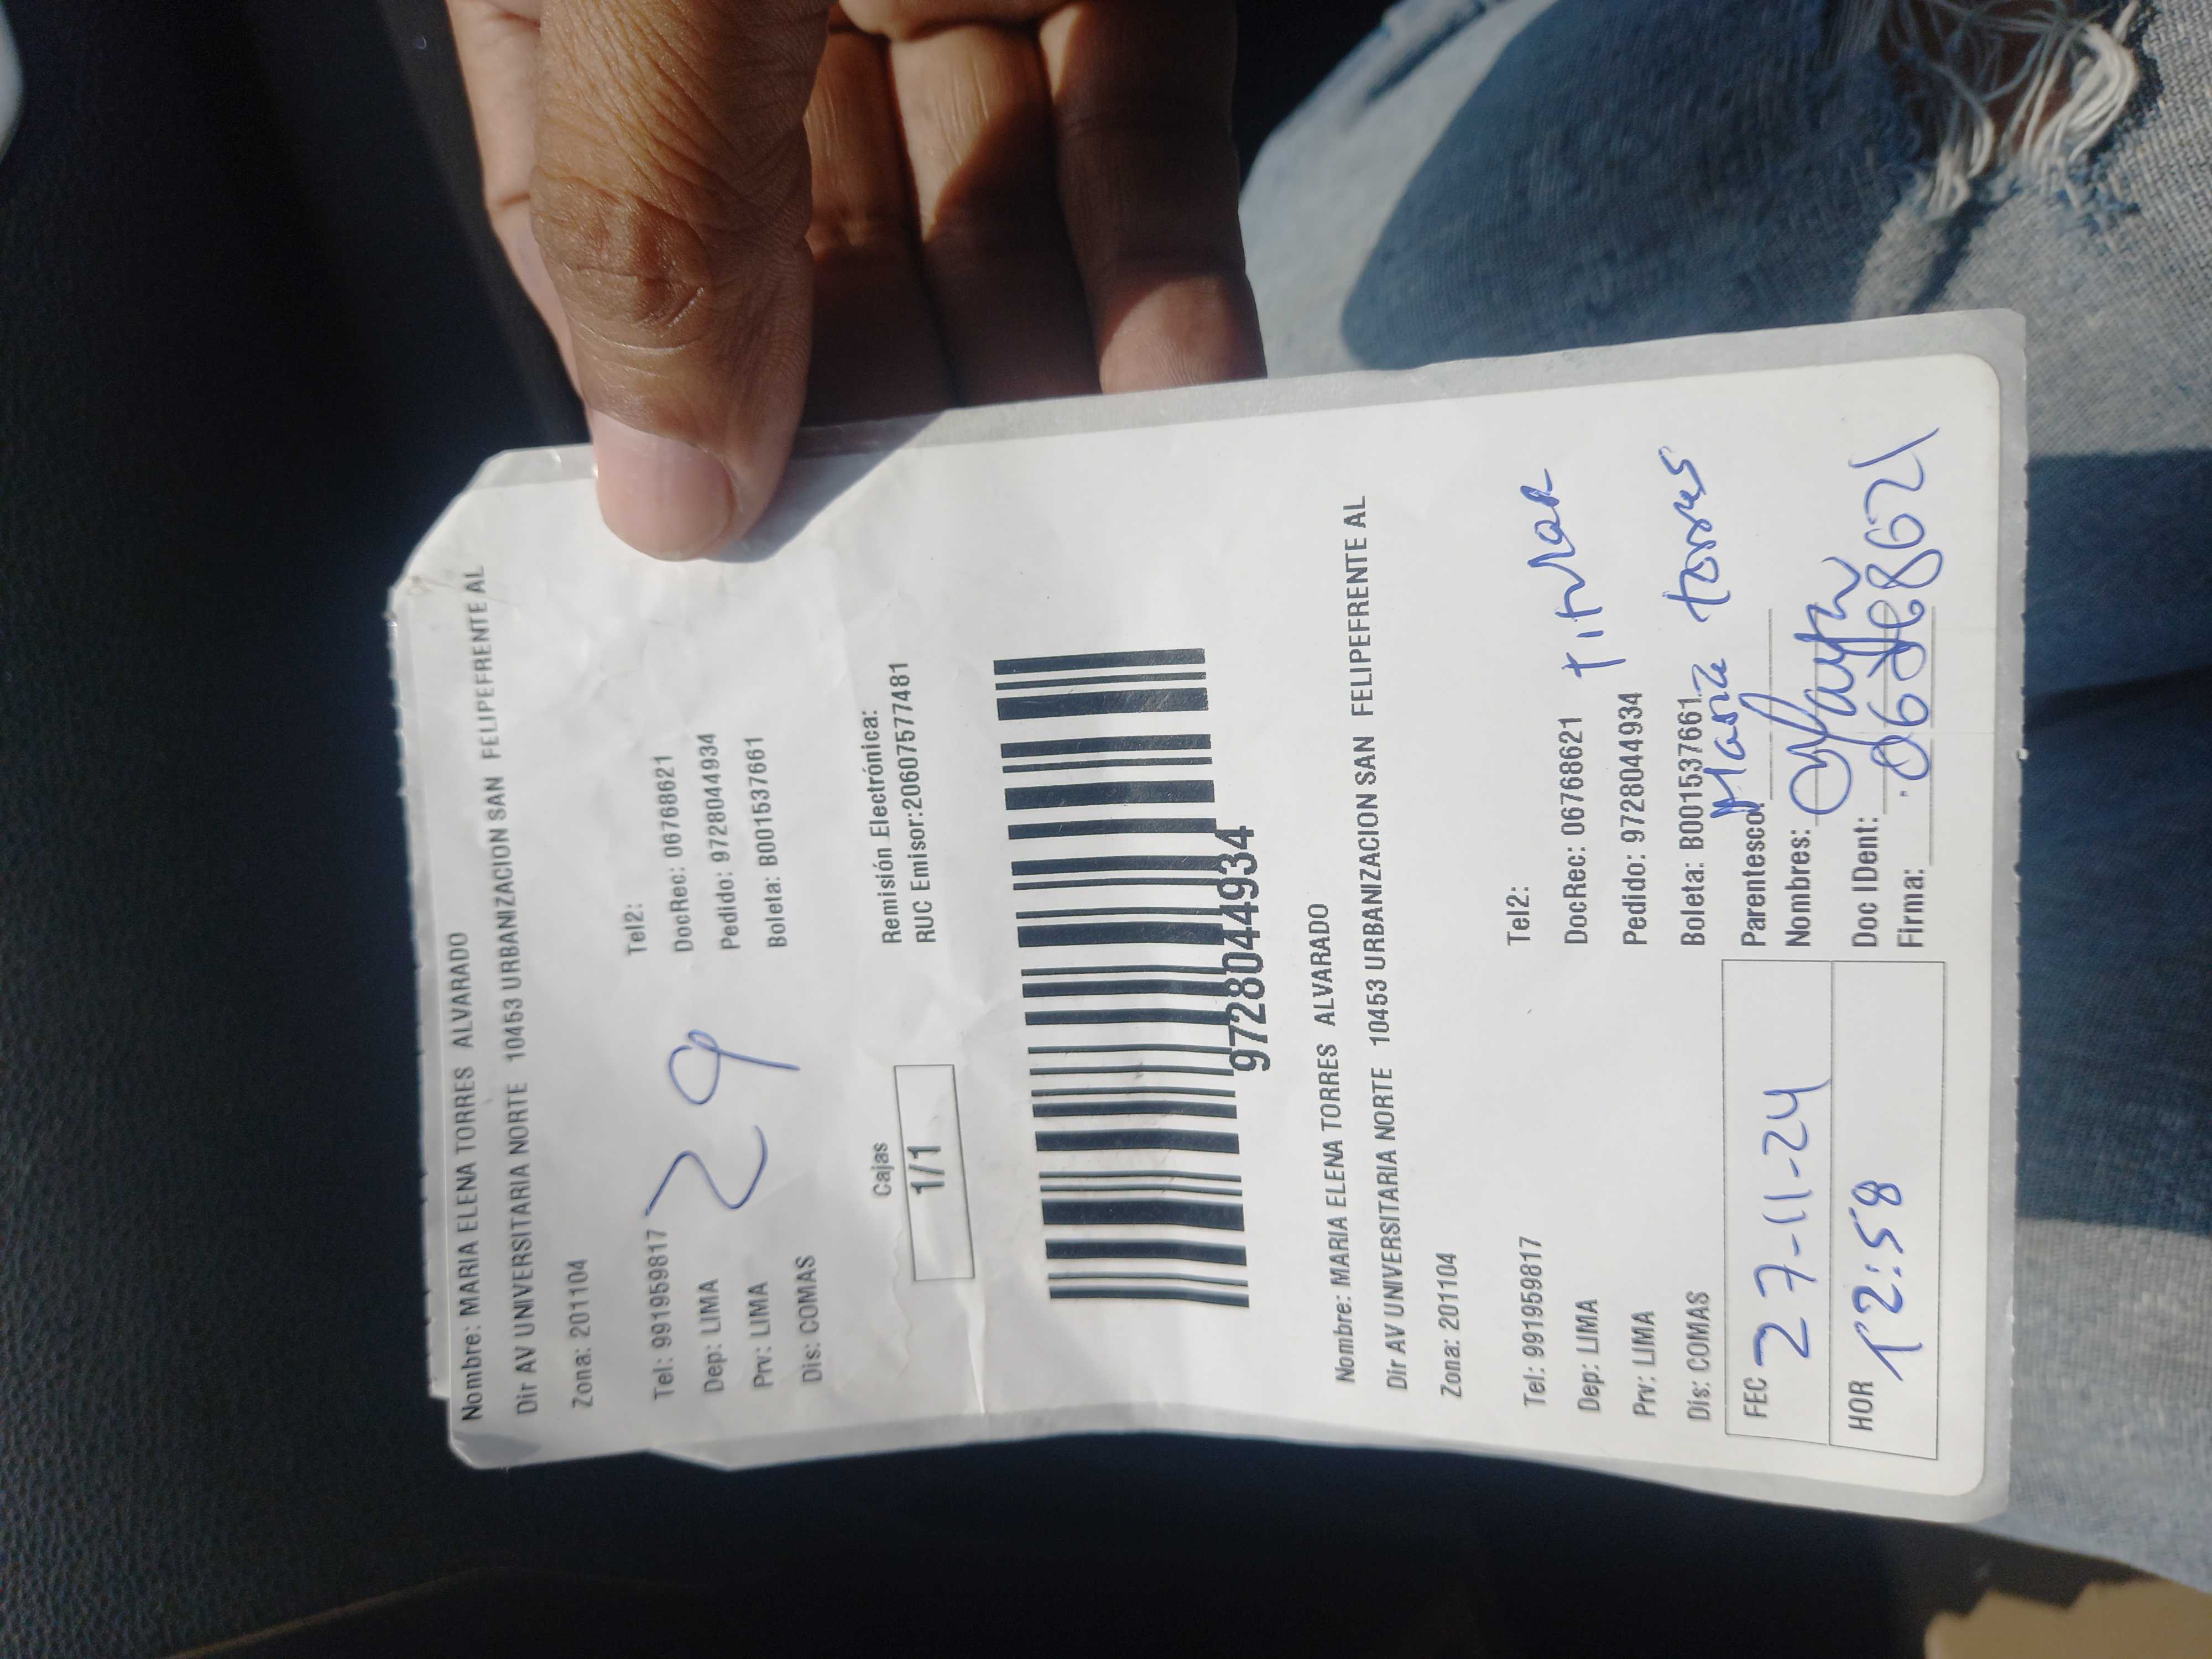 Nombre: MARIA ELENA TORRES ALVARADO
Dir AV UNIVERSITARIA NORTE 10453 URBANIZACION SAN FELIPEFRENTE AL
Zona: 201104
Tel: 991959817 Tel2:
Dep: LIMA DocRec: 06768621
Prv: LIMA Pedido: 9728044934
Dis: COMAS Boleta: B001537661
29
Cajas Remisión Electrónica:
1/1 RUC Emisor:20607577481
9728044934
Nombre: MARIA ELENA TORRES ALVARADO
Dir AV UNIVERSITARIA NORTE 10453 URBANIZACION SAN FELIPEFRENTE AL
Zona: 201104
Tel: 991959817 Tel2:
Dep: LIMA DocRec: 06768621 titular
Prv: LIMA Pedido: 9728044934
Dis: COMAS Boleta: B001537661
FEC 27-11-24 Parentesco: Maria torres
Nombres:
HOR 12:58 Doc IDent:
Firma: 06768621